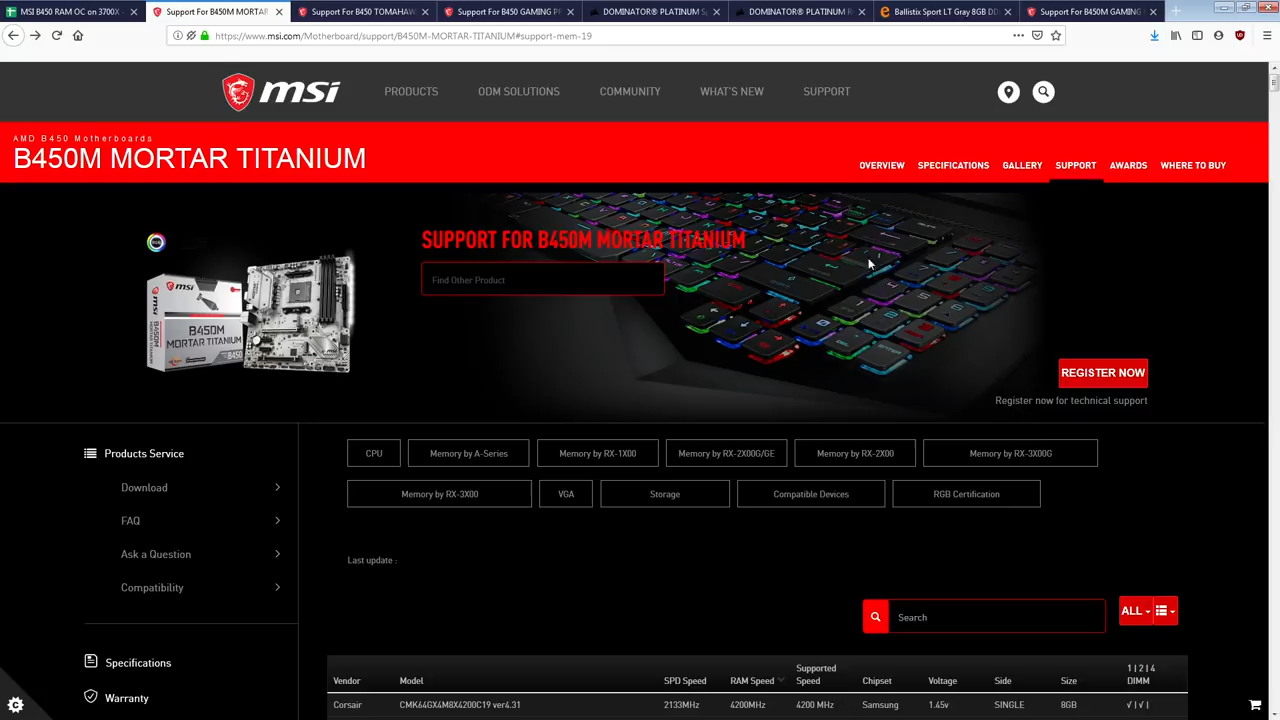 MSI B450 RAM OC on 3700X -
Support For B450M MORTAR
Support For B450 TOMAHAWK
Support For B450 GAMING P
DOMINATOR® PLATINUM S
DOMINATOR® PLATINUM R
Ballistix Sport LT Gray 8GB DD
Support For B450M GAMING
https://www.msi.com/Motherboard/support/B450M-MORTAR-TITANIUM#support-mem-19
msi
PRODUCTS
ODM SOLUTIONS
COMMUNITY
WHAT'S NEW
SUPPORT
AMD B450 Motherboards
B450M MORTAR TITANIUM
OVERVIEW
SPECIFICATIONS
GALLERY
SUPPORT
AWARDS
WHERE TO BUY
SUPPORT FOR B450M MORTAR TITANIUM
Find Other Product
msi
B450M
MORTAR TITANIUM
REGISTER NOW
Register now for technical support
Products Service
Download
FAQ
Ask a Question
Compatibility
Specifications
Warranty
CPU
Memory by A-Series
Memory by RX-1X00
Memory by RX-2X00G/GE
Memory by RX-2X00
Memory by RX-3X00G
Memory by RX-3X00
VGA
Storage
Compatible Devices
RGB Certification
Last update :
Search
ALL
Vendor Model SPD Speed RAM Speed Supported Speed Chipset Voltage Side Size 1 | 2 | 4 DIMM
Corsair CMK64GX4M8X4200C19 ver4.31 2133MHz 4200MHz 4200 MHz Samsung 1.45v SINGLE 8GB √ | √ |